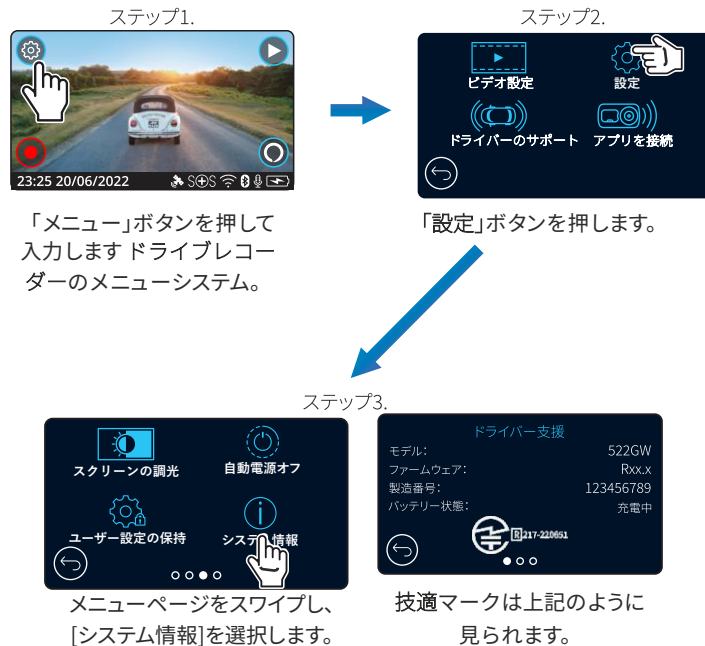 ステップ1.
23:25 20/06/2022
SOS
「メニュー」ボタンを押して
入力します ドライブレコー
ダーのメニューシステム。
ステップ2.
ビデオ設定
設定
ドライバーのサポート
アプリを接続
「設定」ボタンを押します。
ステップ3.
スクリーンの調光
自動電源オフ
ユーザー設定の保持
システム情報
メニューページをスワイプし、
[システム情報]を選択します。
ドライバー支援
モデル: 522GW
ファームウェア: Rxx.x
製造番号: 123456789
バッテリー状態: 充電中
R 217-220651
技適マークは上記のように
見られます。